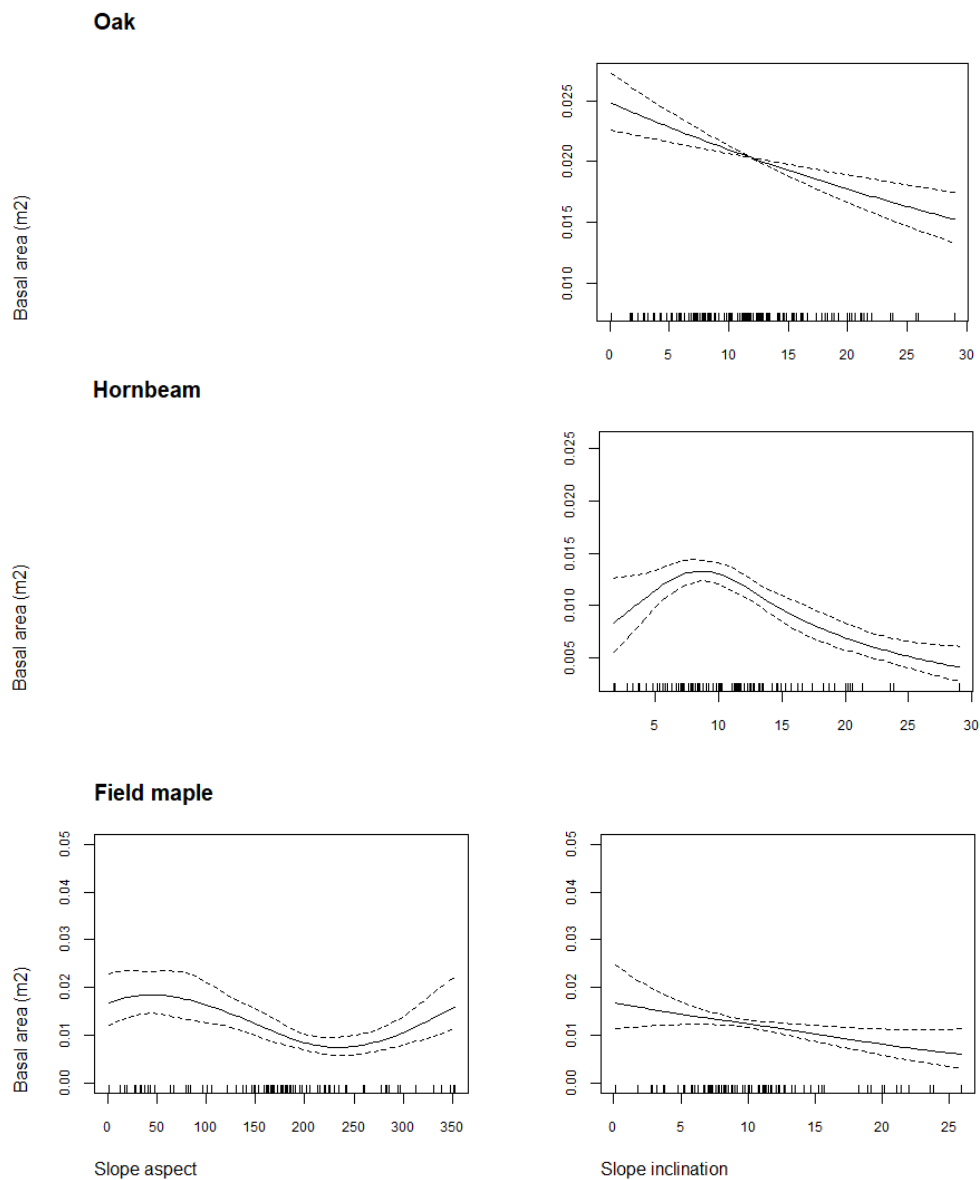 Oak
Basal area (m2)
0.025
0.020
0.015
0.010
0 5 10 15 20 25 30
Hornbeam
Basal area (m2)
0.025
0.020
0.015
0.010
0.005
5 10 15 20 25 30
Field maple
Basal area (m2)
0.05
0.04
0.03
0.02
0.01
0.00
0 50 100 150 200 250 300 350
Slope aspect
0.05
0.04
0.03
0.02
0.01
0.00
0 5 10 15 20 25
Slope inclination